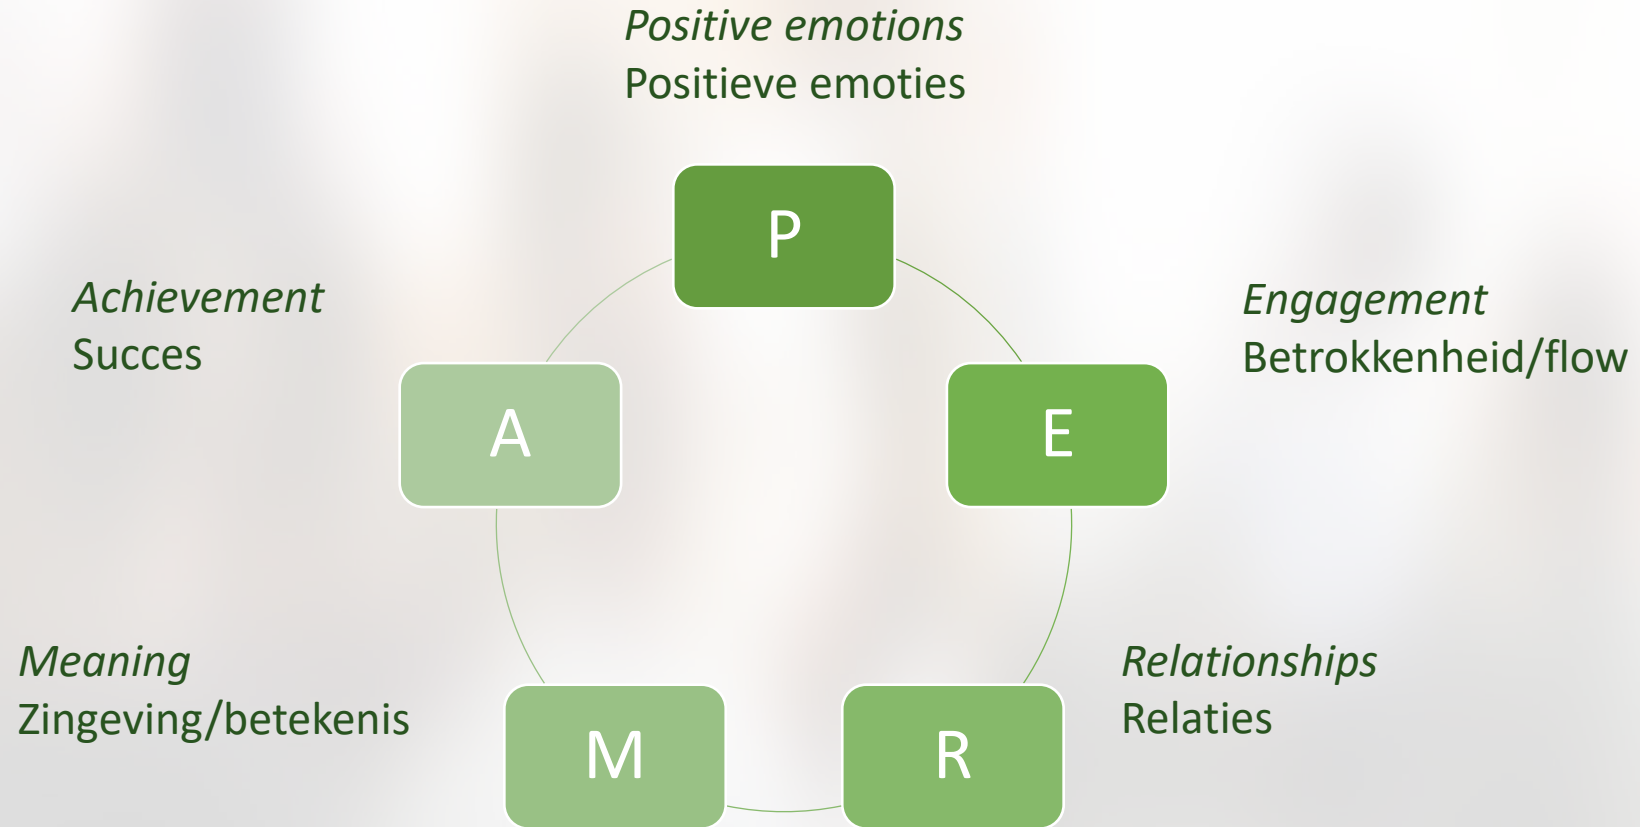 Positive emotions
Positieve emoties
P
Achievement
Succes
Engagement
Betrokkenheid/flow
A
E
Meaning
Zingeving/betekenis
Relationships
Relaties
M
R